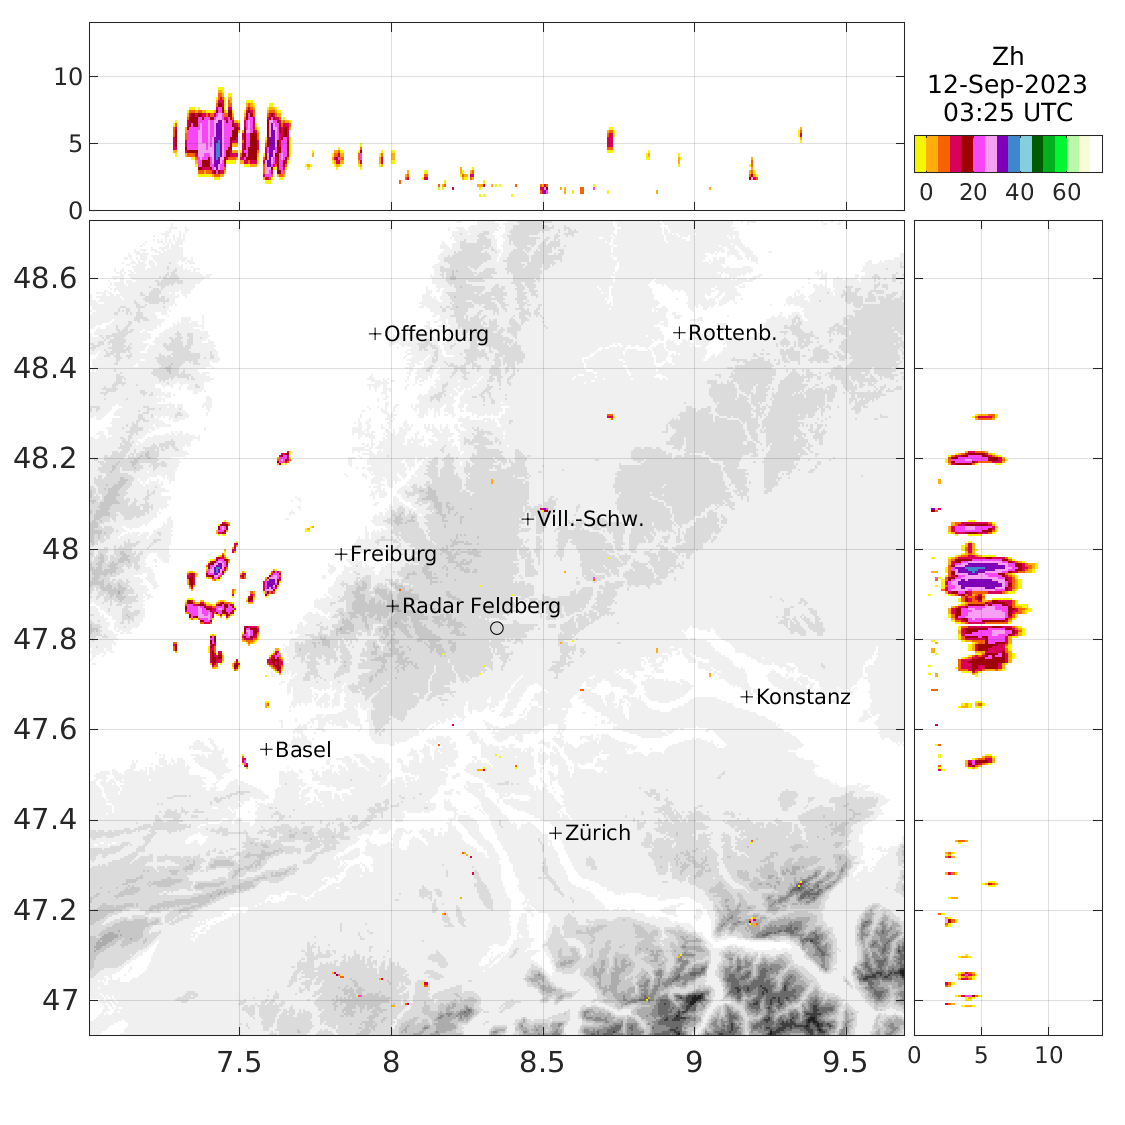 10
5
0
Zh
12-Sep-2023
03:25 UTC
0 20 40 60
48.6
48.4
48.2
48
47.8
47.6
47.4
47.2
47
+Offenburg
+Rottenb.
+Vill.-Schw.
+Freiburg
+Radar Feldberg
+Konstanz
+Basel
+Zürich
7.5 8 8.5 9 9.5
0 5 10